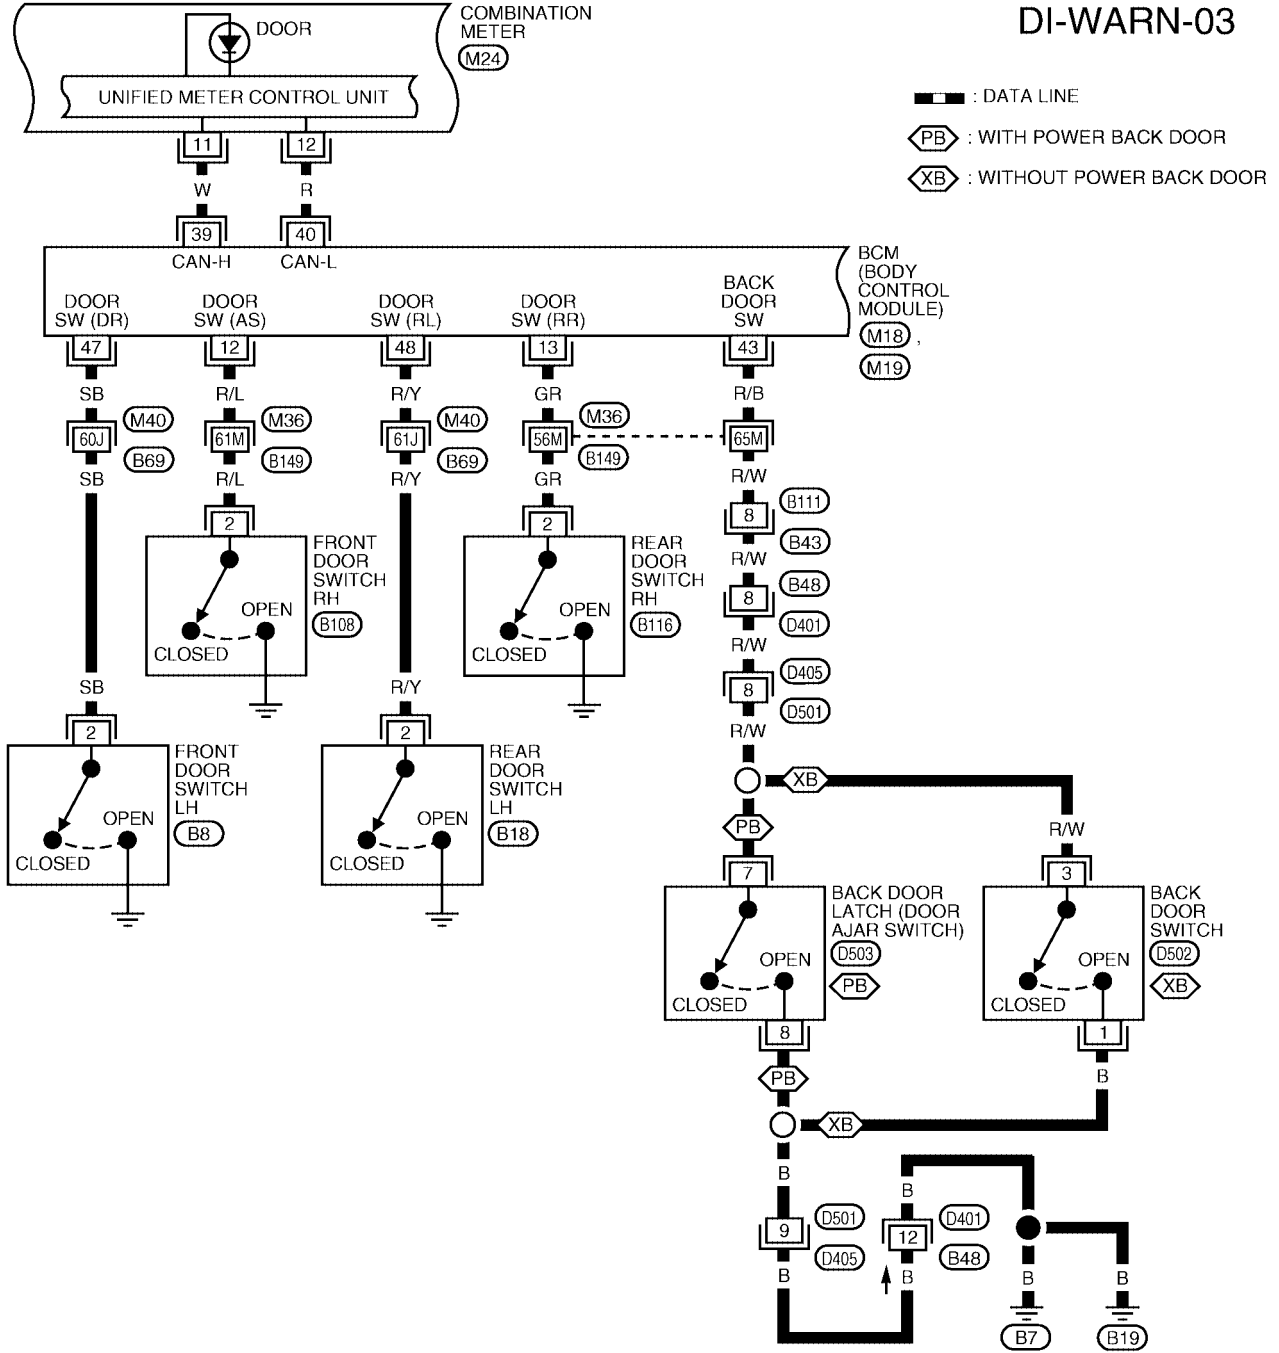 DI-WARN-03
COMBINATION
METER
M24
DOOR
UNIFIED METER CONTROL UNIT
: DATA LINE
PB : WITH POWER BACK DOOR
XB : WITHOUT POWER BACK DOOR
11 12
W R
39 40
CAN-H CAN-L
BCM
(BODY
CONTROL
MODULE)
M18 ,
M19
DOOR
SW (DR)
DOOR
SW (AS)
DOOR
SW (RL)
DOOR
SW (RR)
BACK
DOOR
SW
47 12 48 13 43
SB R/L R/Y GR R/B
M40 M36 M40 M36
60J 61M 61J 56M 65M
B69 B149 B69 B149
SB R/L R/Y GR R/W
2 2
8 B111
B43
R/W
8 B48
D401
R/W
8 D405
D501
R/W
FRONT
DOOR
SWITCH
RH
B108
OPEN
CLOSED
REAR
DOOR
SWITCH
RH
B116
OPEN
CLOSED
SB R/Y
2 2
FRONT
DOOR
SWITCH
LH
B8
OPEN
CLOSED
REAR
DOOR
SWITCH
LH
B18
OPEN
CLOSED
XB
PB R/W
7 3
BACK DOOR
LATCH (DOOR
AJAR SWITCH)
D503
PB
OPEN
CLOSED
BACK
DOOR
SWITCH
D502
XB
OPEN
CLOSED
8 1
PB B
XB
B B
9 D501
D405
12 D401
B48
B B B B
B7 B19